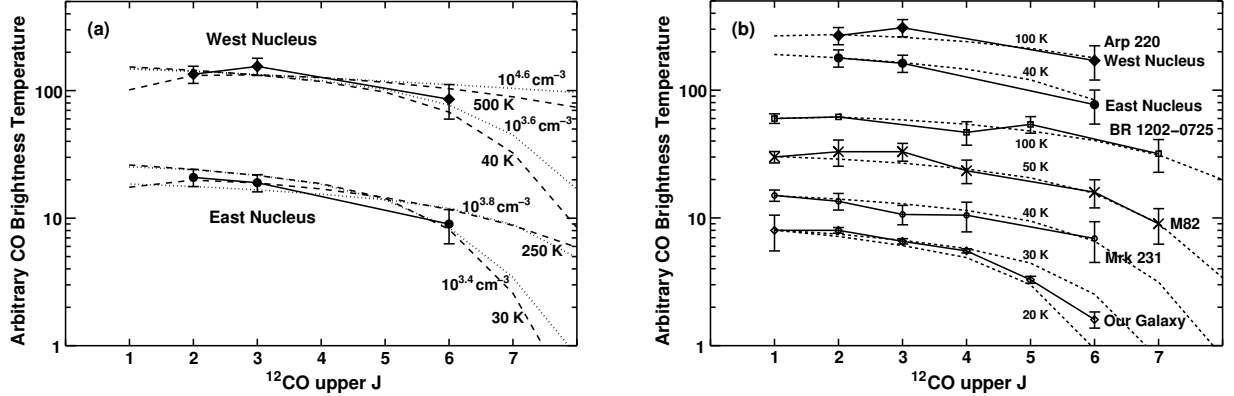 (a)
West Nucleus
10^4.6 cm^−3
500 K
10^3.6 cm^−3
40 K
East Nucleus
10^3.8 cm^−3
250 K
10^3.4 cm^−3
30 K
Arbitrary CO Brightness Temperature
100
10
1
1 2 3 4 5 6 7
^12CO upper J
(b)
100 K
Arp 220
West Nucleus
40 K
East Nucleus
BR 1202−0725
100 K
50 K
M82
40 K
Mrk 231
30 K
20 K
Our Galaxy
Arbitrary CO Brightness Temperature
100
10
1
1 2 3 4 5 6 7
^12CO upper J